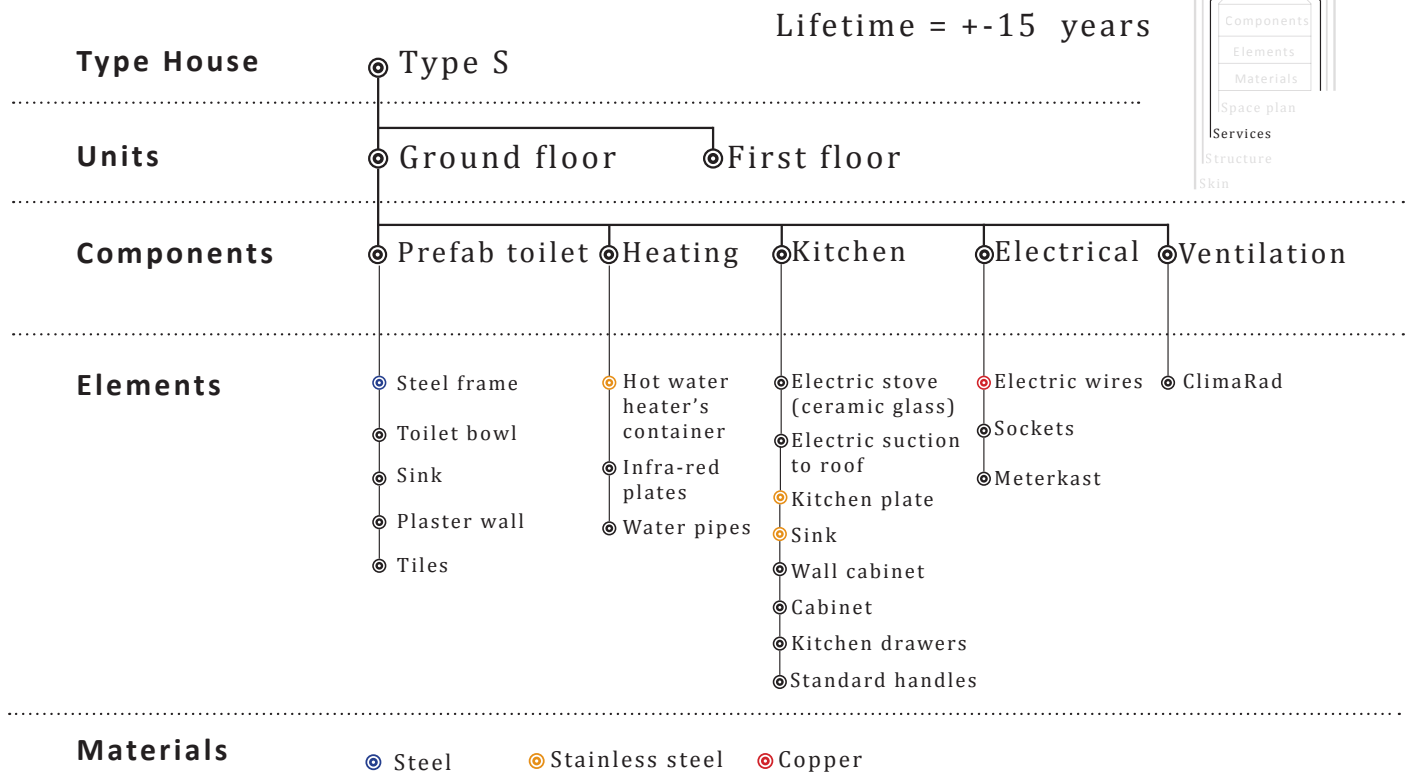 Lifetime = +-15 years
Components
Elements
Materials
Space plan
Services
Structure
Skin
Type House
Type S
Units
Ground floor
First floor
Components
Prefab toilet
Heating
Kitchen
Electrical
Ventilation
Elements
Steel frame
Toilet bowl
Sink
Plaster wall
Tiles
Hot water
heater's
container
Infra-red
plates
Water pipes
Electric stove
(ceramic glass)
Electric suction
to roof
Kitchen plate
Sink
Wall cabinet
Cabinet
Kitchen drawers
Standard handles
Electric wires
Sockets
Meterkast
ClimaRad
Materials
Steel
Stainless steel
Copper